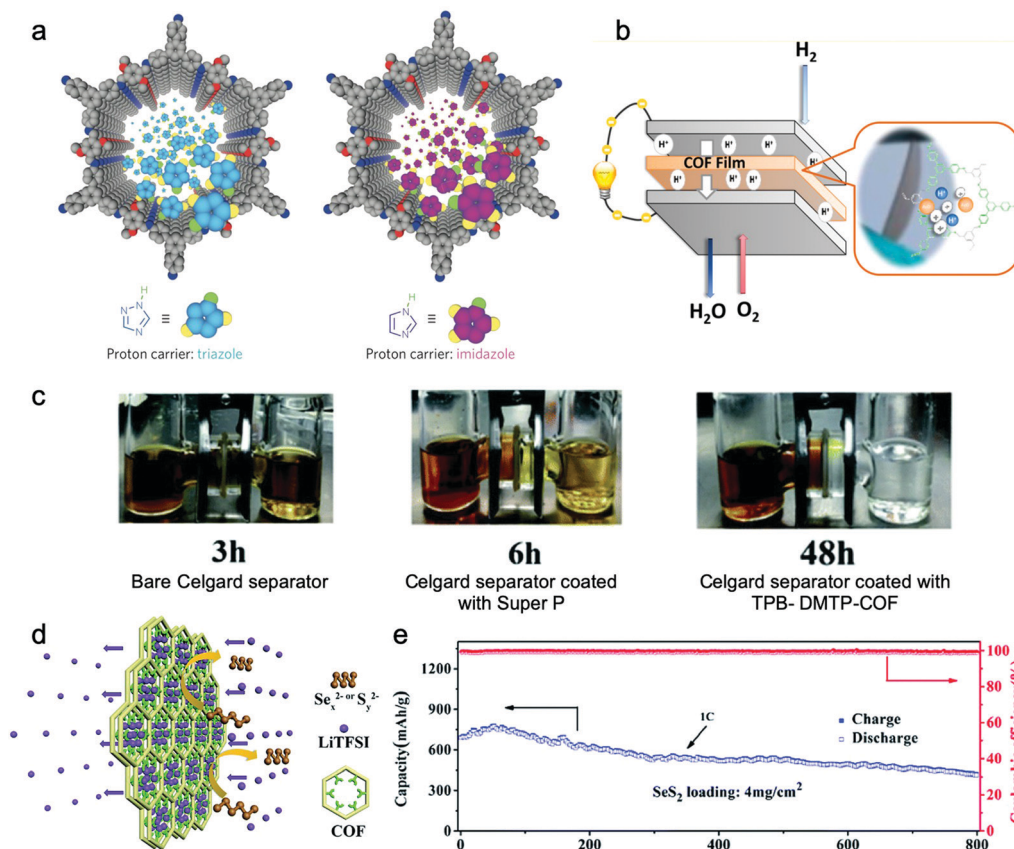 a
H
≡
Proton carrier: triazole
H
≡
Proton carrier: imidazole
b
H₂
H⁺ H⁺ H⁺ H⁺
COF Film
H⁺ H⁺ H⁺
H⁺
H₂O
O₂
c
3h
Bare Celgard separator
6h
Celgard separator coated
with Super P
48h
Celgard separator coated with
TPB- DMTP-COF
d
Seₓ²⁻ or Sᵧ²⁻
LiTFSI
COF
e
Capacity(mAh/g)
1200
900
600
300
0
1C
Charge
Discharge
SeS₂ loading: 4mg/cm²
100
80
60
40
20
0
0 200 400 600 800